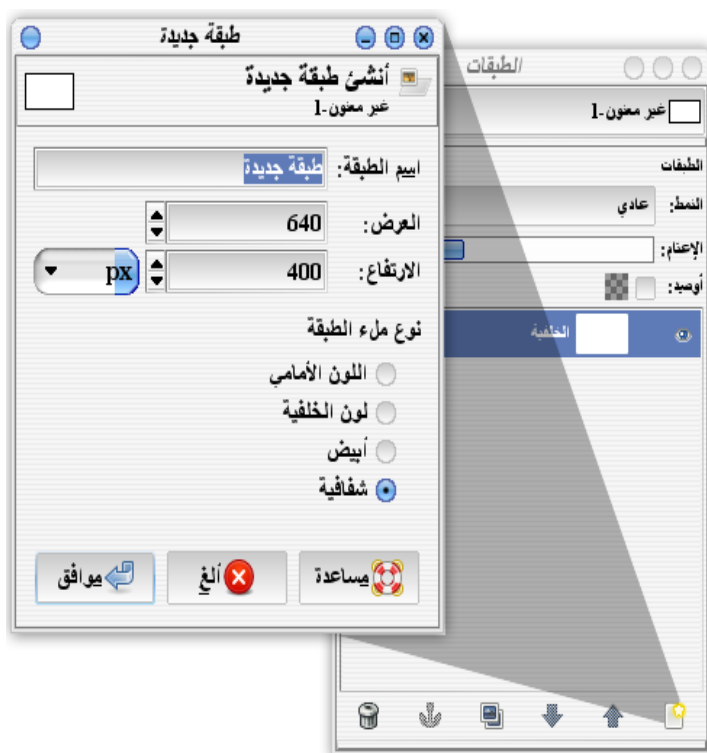 طبقة جديدة
أنشئ طبقة جديدة
غير معنون-1
اسم الطبقة: طبقة جديدة
العرض: 640
الارتفاع: 400 px
نوع ملء الطبقة
اللون الأمامي
لون الخلفية
أبيض
شفافية
مساعدة
ألغِ
موافق
الطبقات
غير معنون-1
الطبقات
النمط: عادي
الإعتام:
أوصد:
الخلفية